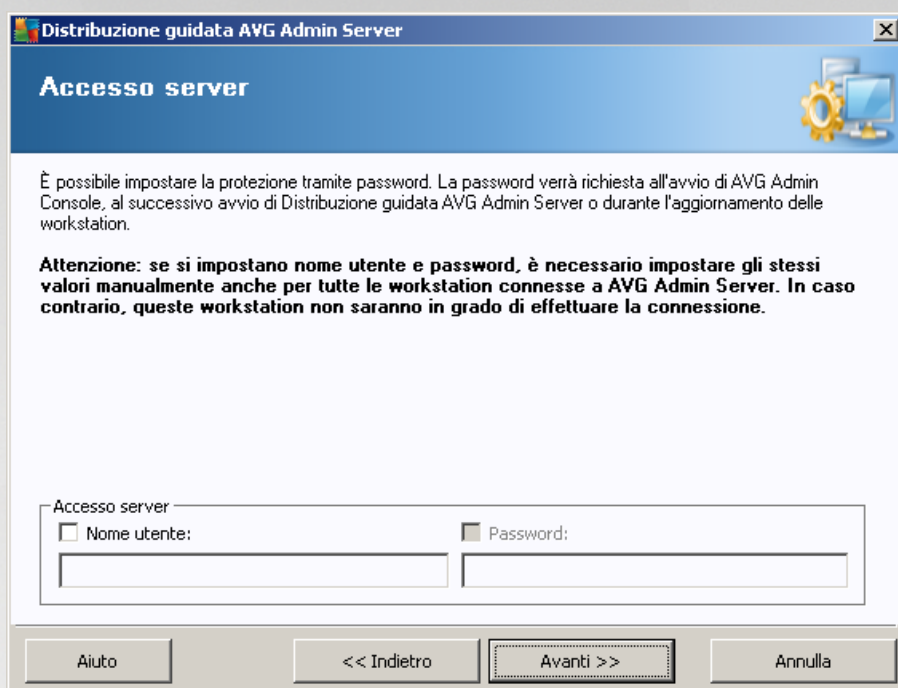 Distribuzione guidata AVG Admin Server
Accesso server
È possibile impostare la protezione tramite password. La password verrà richiesta all'avvio di AVG Admin
Console, al successivo avvio di Distribuzione guidata AVG Admin Server o durante l'aggiornamento delle
workstation.
Attenzione: se si impostano nome utente e password, è necessario impostare gli stessi
valori manualmente anche per tutte le workstation connesse a AVG Admin Server. In caso
contrario, queste workstation non saranno in grado di effettuare la connessione.
Accesso server
Nome utente:
Password:
Aiuto
<< Indietro
Avanti >>
Annulla